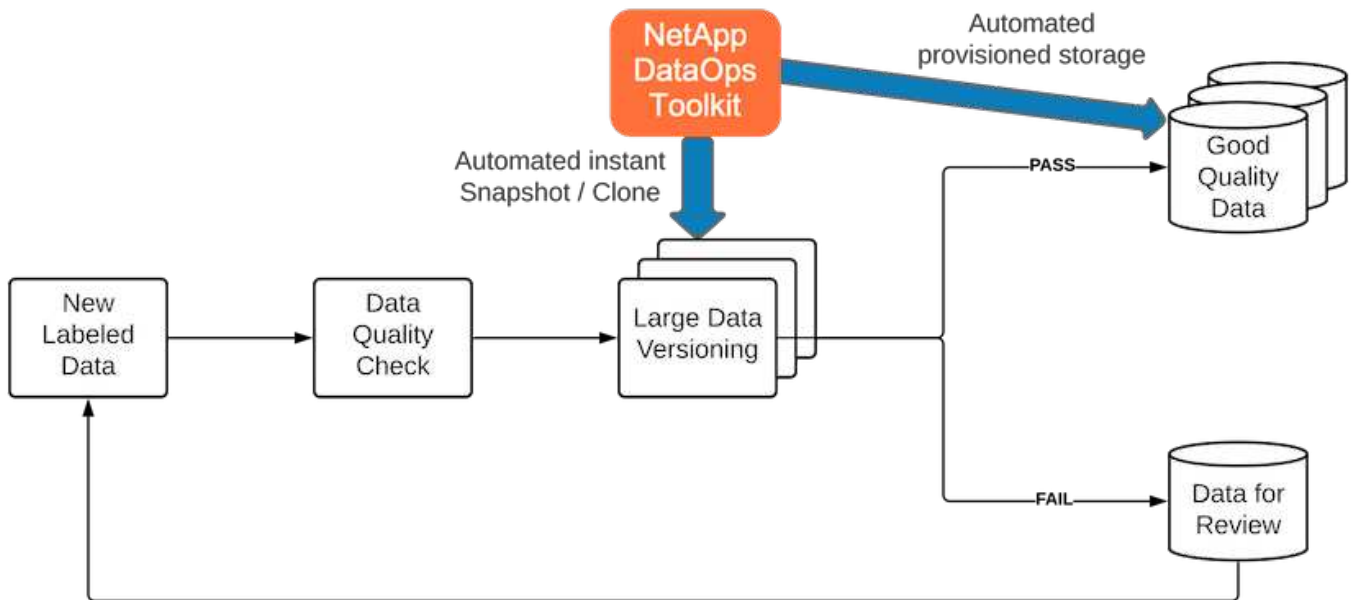 NetApp
DataOps
Toolkit
Automated
provisioned storage
Automated instant
Snapshot / Clone
PASS
Good
Quality
Data
New
Labeled
Data
Data
Quality
Check
Large Data
Versioning
FAIL
Data for
Review